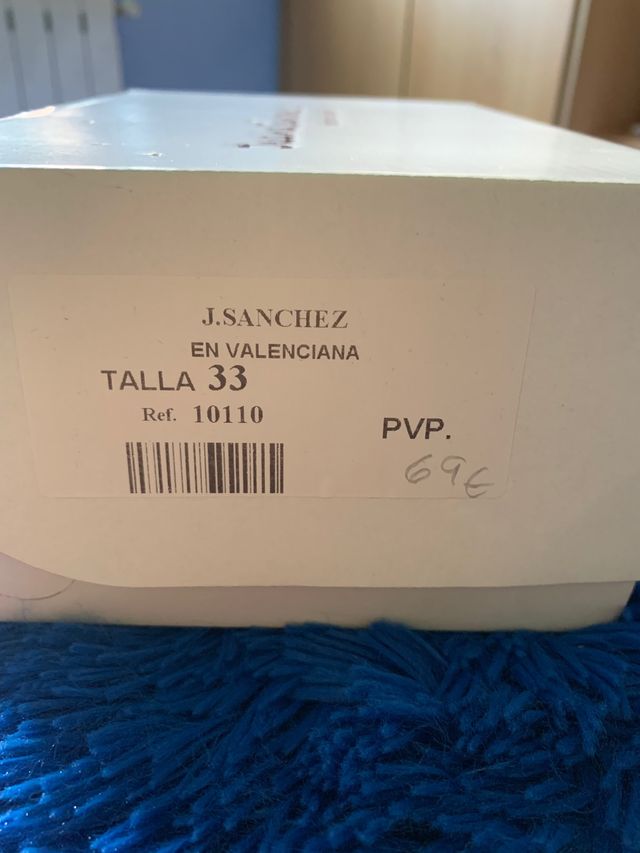 J.SANCHEZ
EN VALENCIANA
TALLA 33
Ref. 10110
PVP.
69€